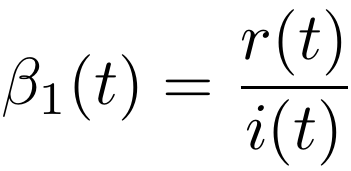 β₁(t) = r(t) / i(t)